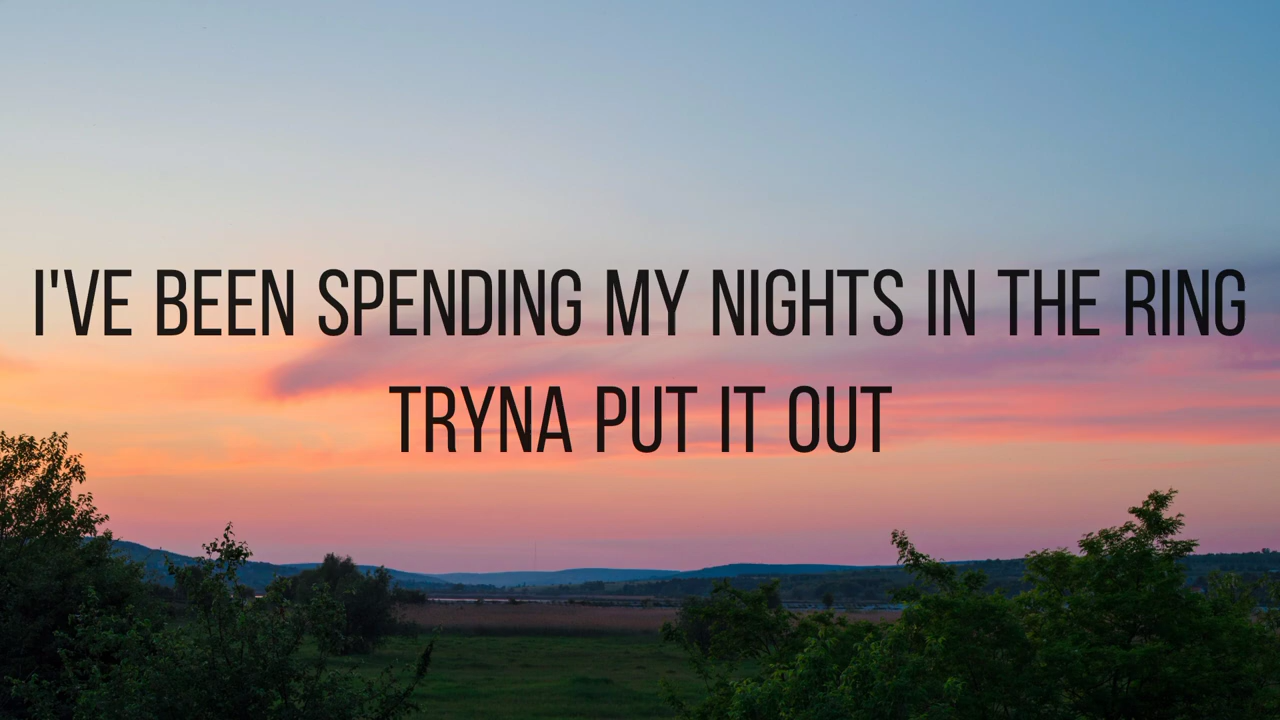 I'VE BEEN SPENDING MY NIGHTS IN THE RING
TRYNA PUT IT OUT